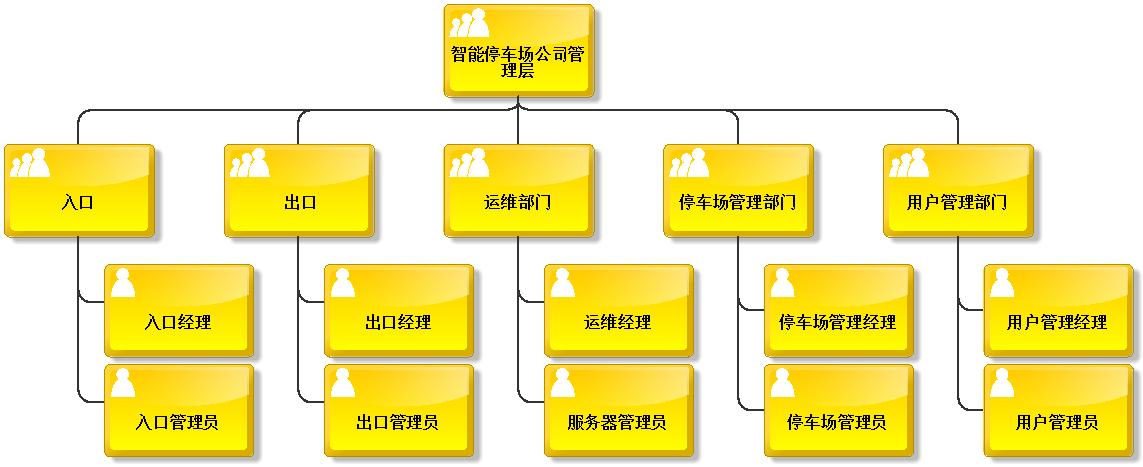 智能停车场公司管
理层
入口
出口
运维部门
停车场管理部门
用户管理部门
入口经理
出口经理
运维经理
停车场管理经理
用户管理经理
入口管理员
出口管理员
服务器管理员
停车场管理员
用户管理员